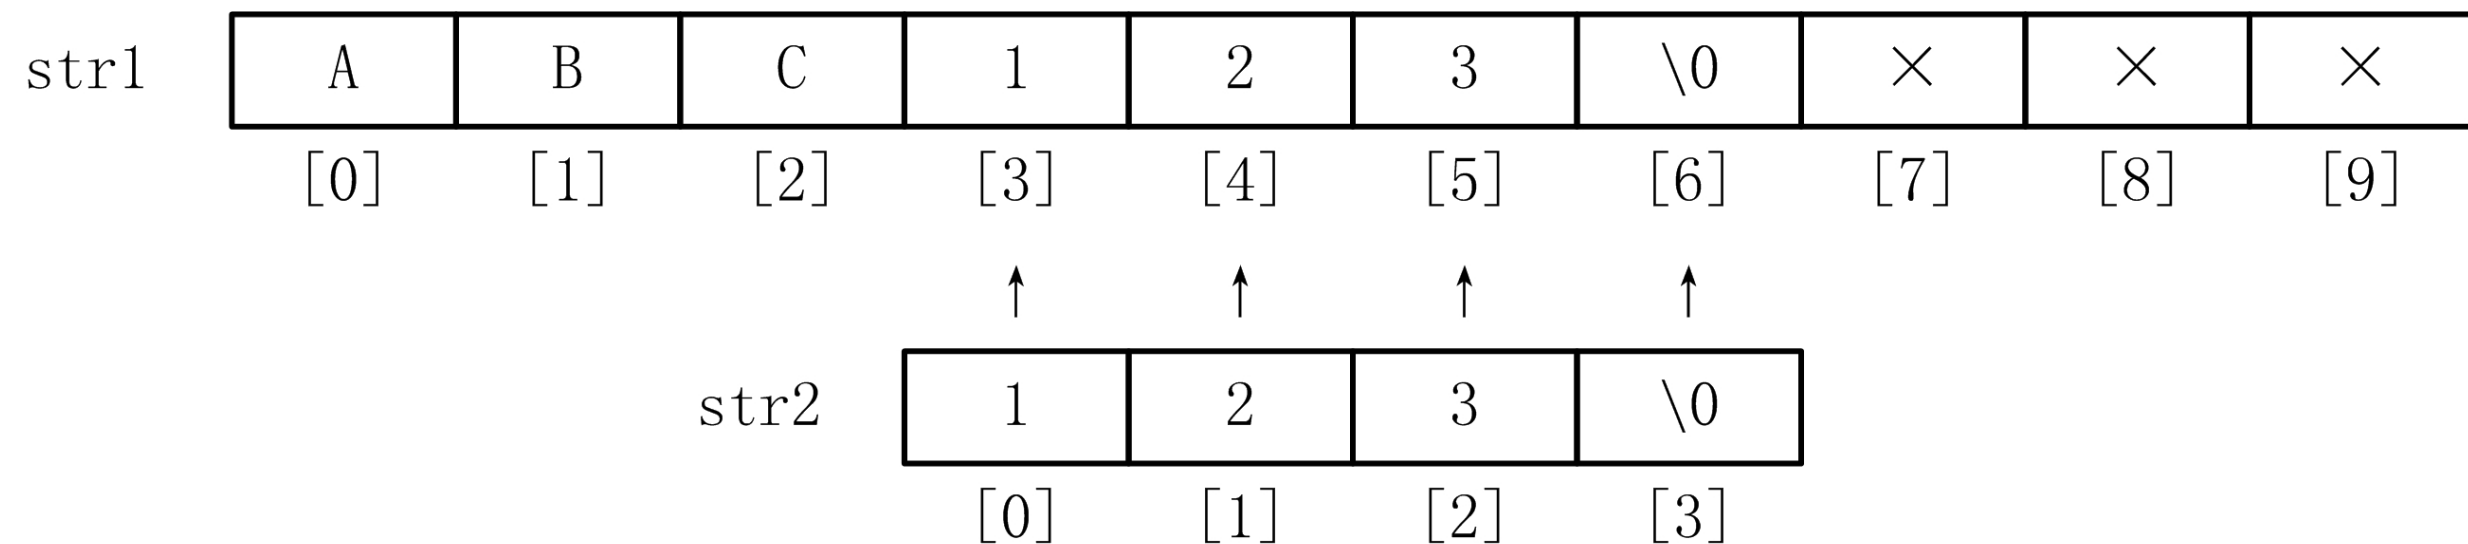 str1 A B C 1 2 3 \0 × × ×
[0] [1] [2] [3] [4] [5] [6] [7] [8] [9]
str2 1 2 3 \0
[0] [1] [2] [3]